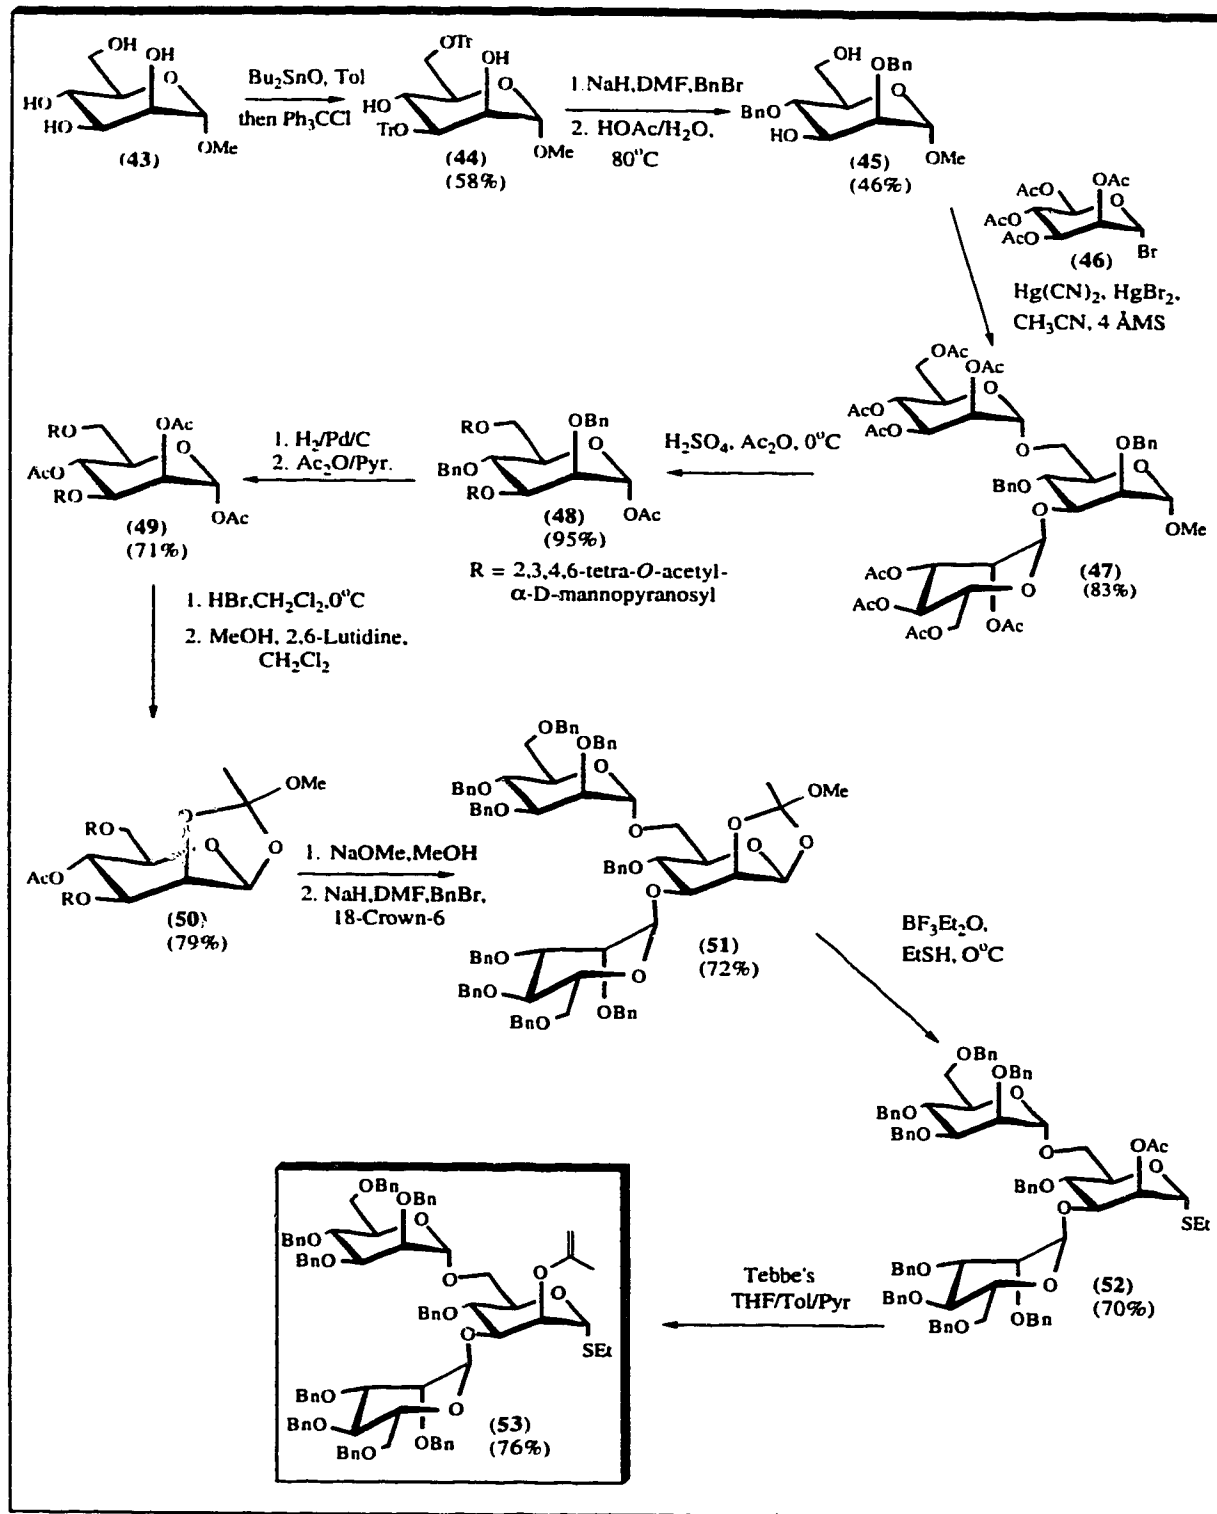 OH
OH
O
HO
HO
OMe
(43)
Bu₂SnO, Tol
then Ph₃CCl
OTr
OH
O
HO
TrO
OMe
(44)
(58%)
1.NaH,DMF,BnBr
2. HOAc/H₂O,
80°C
OH
OBn
O
BnO
HO
OMe
(45)
(46%)
AcO
OAc
O
AcO
AcO
Br
(46)
Hg(CN)₂, HgBr₂,
CH₃CN, 4 ÅMS
OAc
OAc
O
AcO
AcO
O
OBn
O
BnO
O
OMe
AcO
O
AcO
AcO
OAc
(47)
(83%)
H₂SO₄, Ac₂O, 0°C
RO
OBn
O
BnO
RO
OAc
(48)
(95%)
R = 2,3,4,6-tetra-O-acetyl-
α-D-mannopyranosyl
1. H₂/Pd/C
2. Ac₂O/Pyr.
RO
OAc
O
AcO
RO
OAc
(49)
(71%)
1. HBr,CH₂Cl₂,0°C
2. MeOH, 2,6-Lutidine,
CH₂Cl₂
OMe
O
RO
O
O
AcO
RO
(50)
(79%)
1. NaOMe,MeOH
2. NaH,DMF,BnBr,
18-Crown-6
OBn
OBn
O
BnO
BnO
OMe
O
O
O
O
BnO
O
BnO
O
BnO
BnO
OBn
(51)
(72%)
BF₃Et₂O,
EtSH, O°C
OBn
OBn
O
BnO
BnO
O
OAc
O
BnO
O
SEt
BnO
O
BnO
BnO
OBn
(52)
(70%)
Tebbe's
THF/Tol/Pyr
OBn
OBn
O
BnO
BnO
O
O
O
BnO
O
SEt
BnO
O
BnO
BnO
OBn
(53)
(76%)